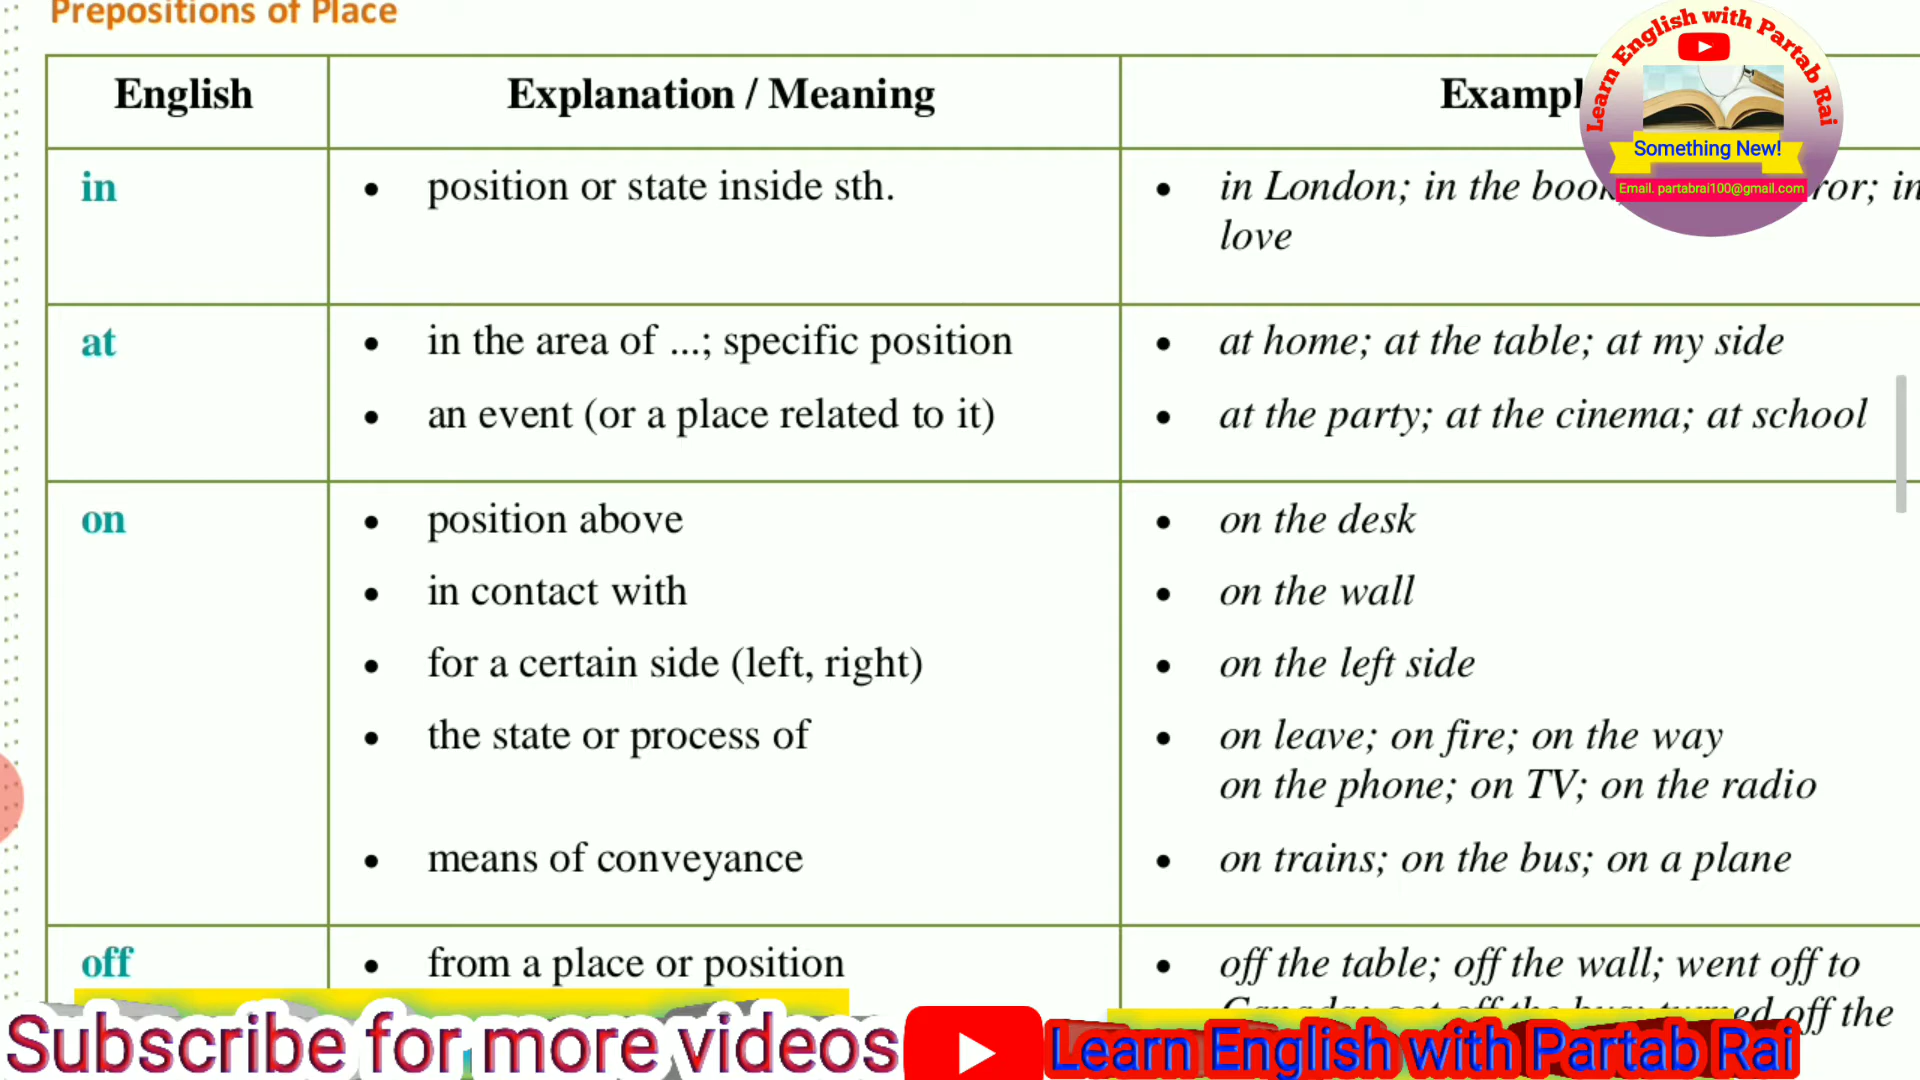 Prepositions of Place
English Explanation / Meaning
in • position or state inside sth. • in London; in the in
love
at • in the area of ...; specific position • at home; at the table; at my side
• an event (or a place related to it) • at the party; at the cinema; at school
on • position above • on the desk
• in contact with • on the wall
• for a certain side (left, right) • on the left side
• the state or process of • on leave; on fire; on the way
on the phone; on TV; on the radio
• means of conveyance • on trains; on the bus; on a plane
off • from a place or position • off the table; off the wall; went off to
off the
Learn English with Partab Rai
Something New!
Email. partabrai100@gmail.com
Subscribe for more videos Learn English with Partab Rai